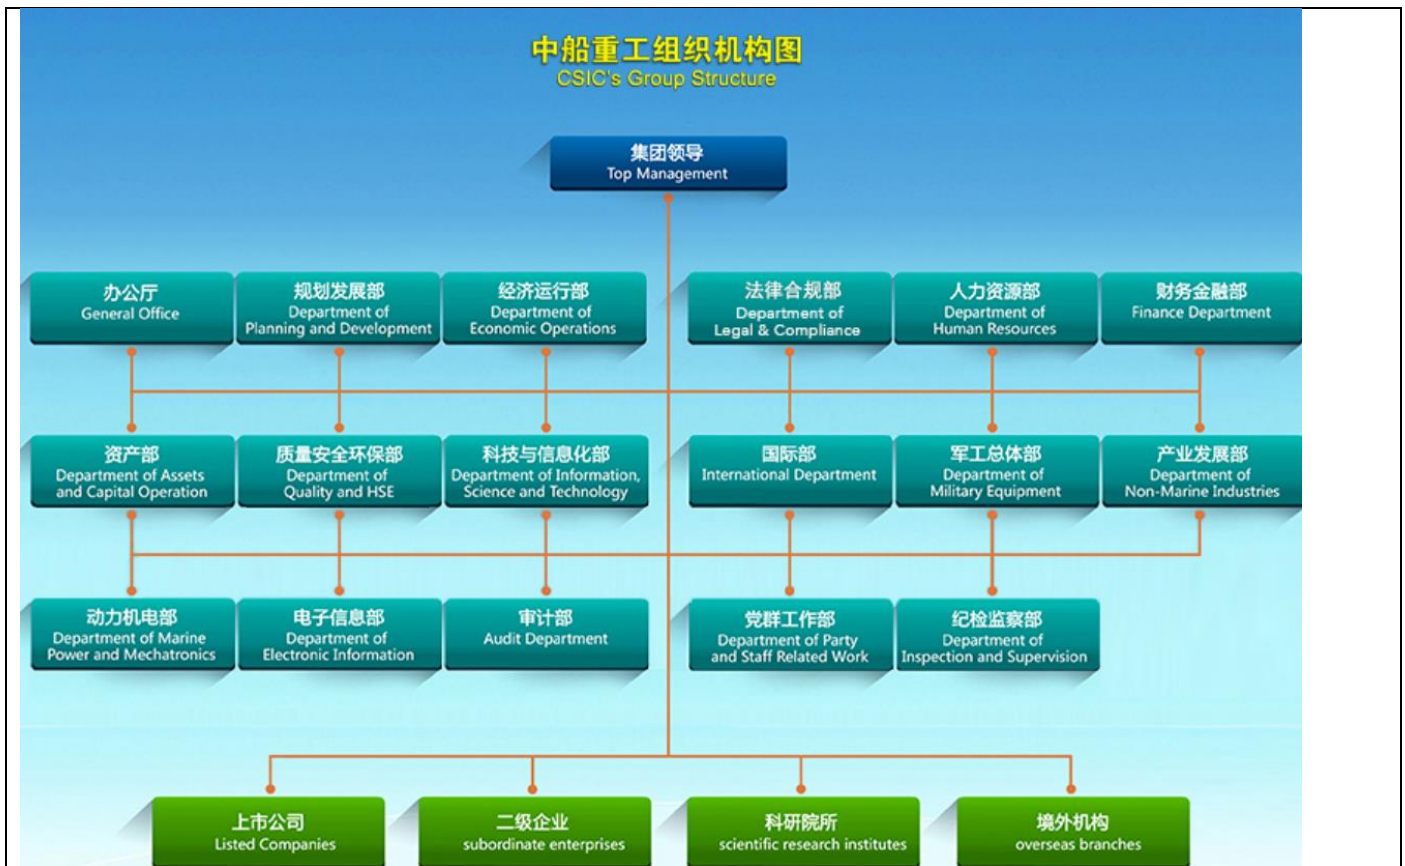 中船重工组织机构图
CSIC's Group Structure
集团领导
Top Management
办公厅
General Office
规划发展部
Department of
Planning and Development
经济运行部
Department of
Economic Operations
法律合规部
Department of
Legal & Compliance
人力资源部
Department of
Human Resources
财务金融部
Finance Department
资产部
Department of Assets
and Capital Operation
质量安全环保部
Department of
Quality and HSE
科技与信息化部
Department of Information,
Science and Technology
国际部
International Department
军工总体部
Department of
Military Equipment
产业发展部
Department of
Non-Marine Industries
动力机电部
Department of Marine
Power and Mechatronics
电子信息部
Department of
Electronic Information
审计部
Audit Department
党群工作部
Department of Party
and Staff Related Work
纪检监察部
Department of
Inspection and Supervision
上市公司
Listed Companies
二级企业
subordinate enterprises
科研院所
scientific research institutes
境外机构
overseas branches